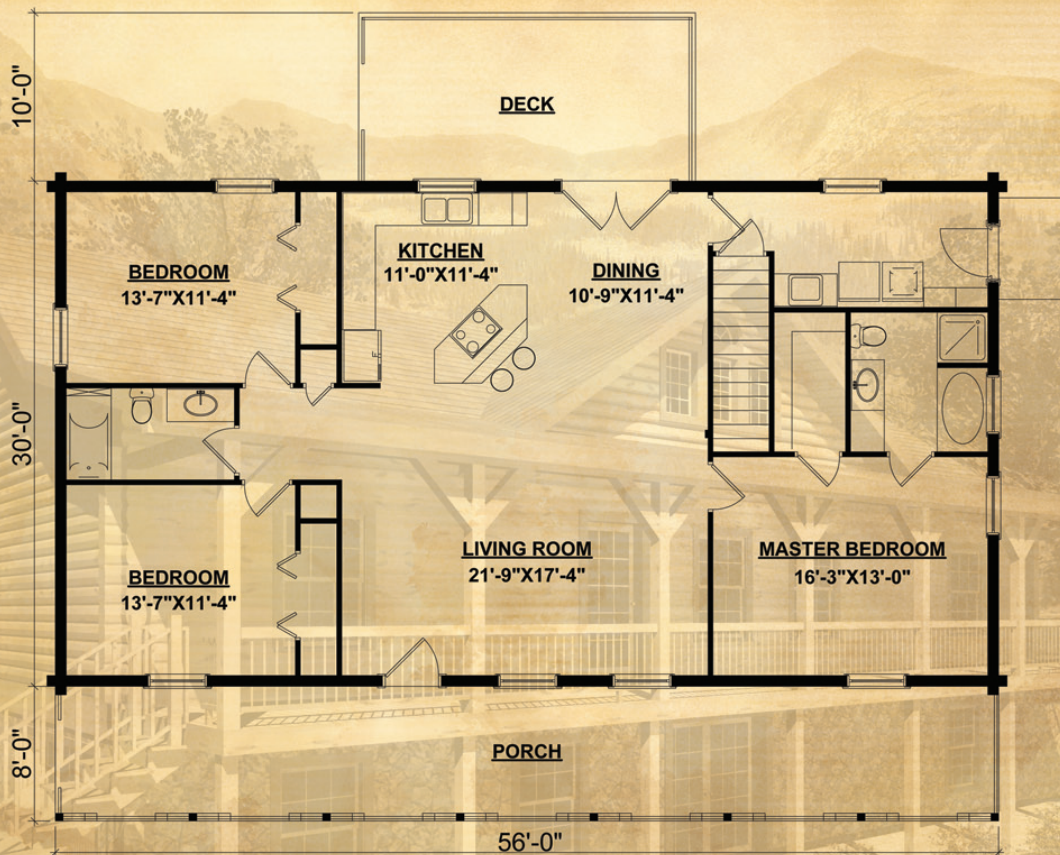 10'-0"
DECK
BEDROOM
13'-7"X11'-4"
KITCHEN
11'-0"X11'-4"
DINING
10'-9"X11'-4"
30'-0"
BEDROOM
13'-7"X11'-4"
LIVING ROOM
21'-9"X17'-4"
MASTER BEDROOM
16'-3"X13'-0"
8'-0"
PORCH
56'-0"